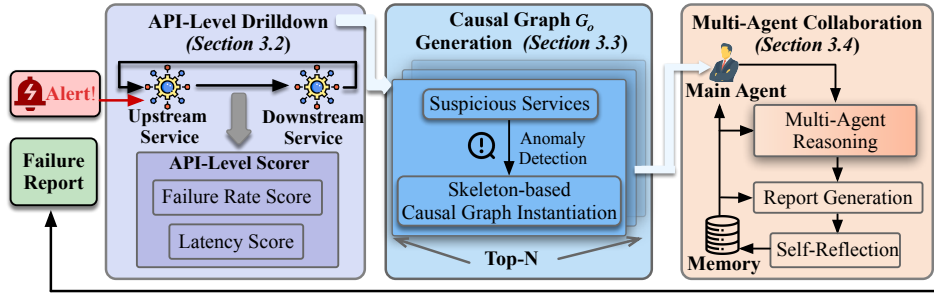 API-Level Drilldown
(Section 3.2)
Alert!
Upstream
Service
Downstream
Service
API-Level Scorer
Failure Rate Score
Latency Score
Failure
Report
Causal Graph G₀
Generation (Section 3.3)
Suspicious Services
Anomaly
Detection
Skeleton-based
Causal Graph Instantiation
Top-N
Multi-Agent Collaboration
(Section 3.4)
Main Agent
Multi-Agent
Reasoning
Report Generation
Self-Reflection
Memory